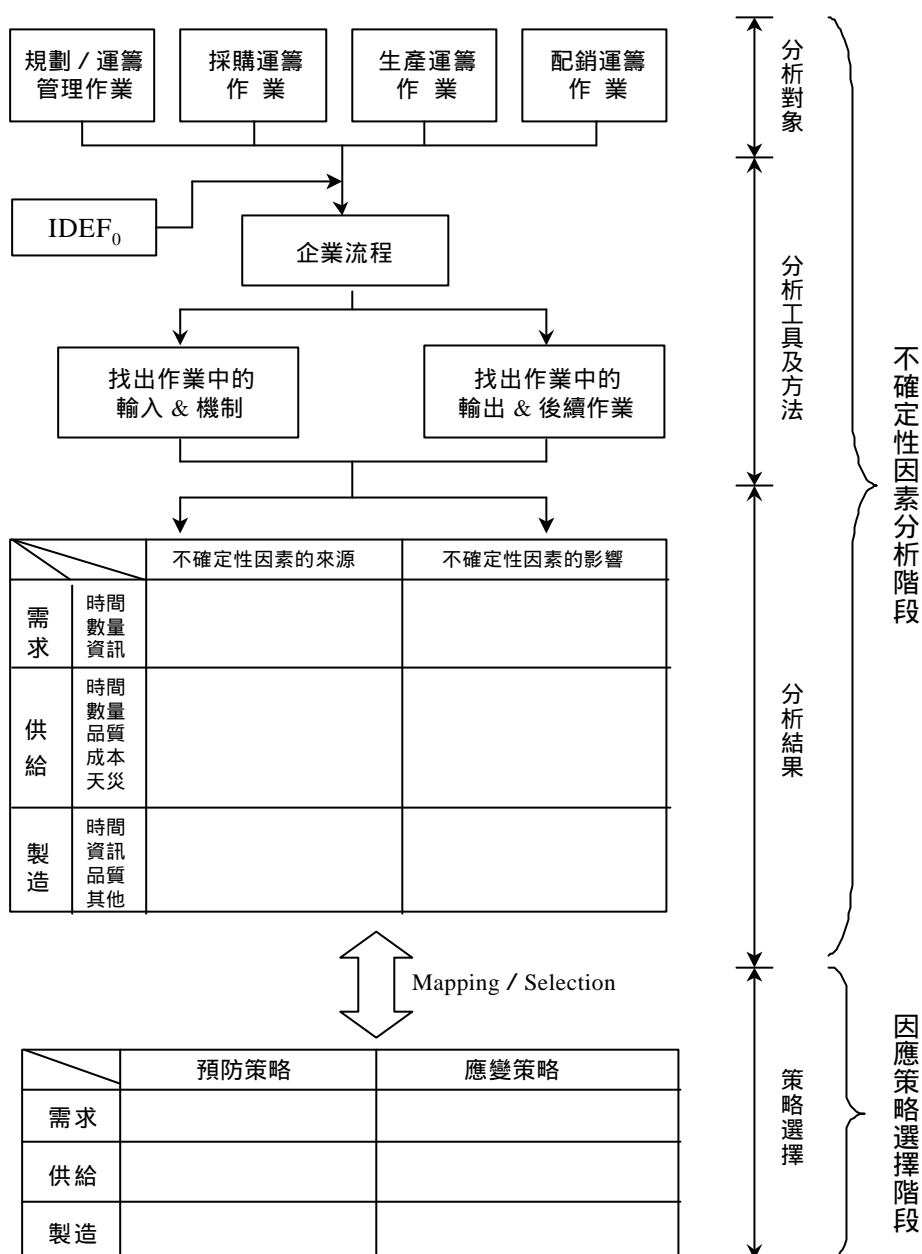 規劃 / 運籌
管理作業
採購運籌
作 業
生產運籌
作 業
配銷運籌
作 業
分析對象
IDEF0
企業流程
找出作業中的
輸入 & 機制
找出作業中的
輸出 & 後續作業
分析工具及方法
不確定性因素的來源
不確定性因素的影響
需求
時間
數量
資訊
供給
時間
數量
品質
成本
天災
製造
時間
資訊
品質
其他
分析結果
不確定性因素分析階段
Mapping / Selection
預防策略
應變策略
需求
供給
製造
策略選擇
因應策略選擇階段